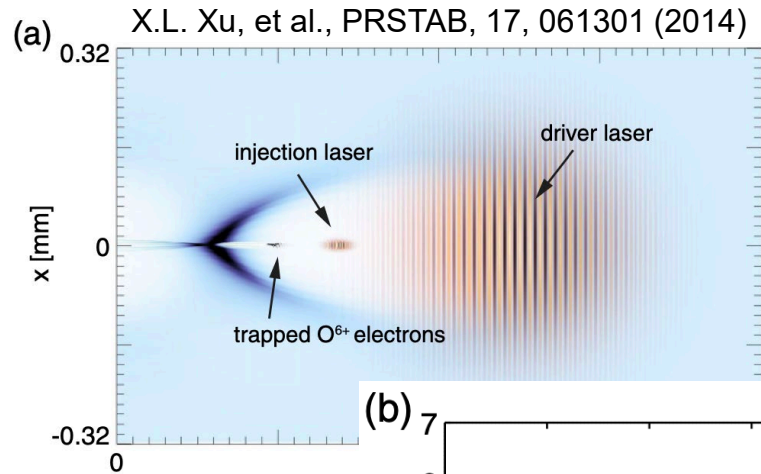 X.L. Xu, et al., PRSTAB, 17, 061301 (2014)
(a)
0.32
driver laser
injection laser
x [mm]
0
trapped O⁶⁺ electrons
(b)
7
-0.32
0